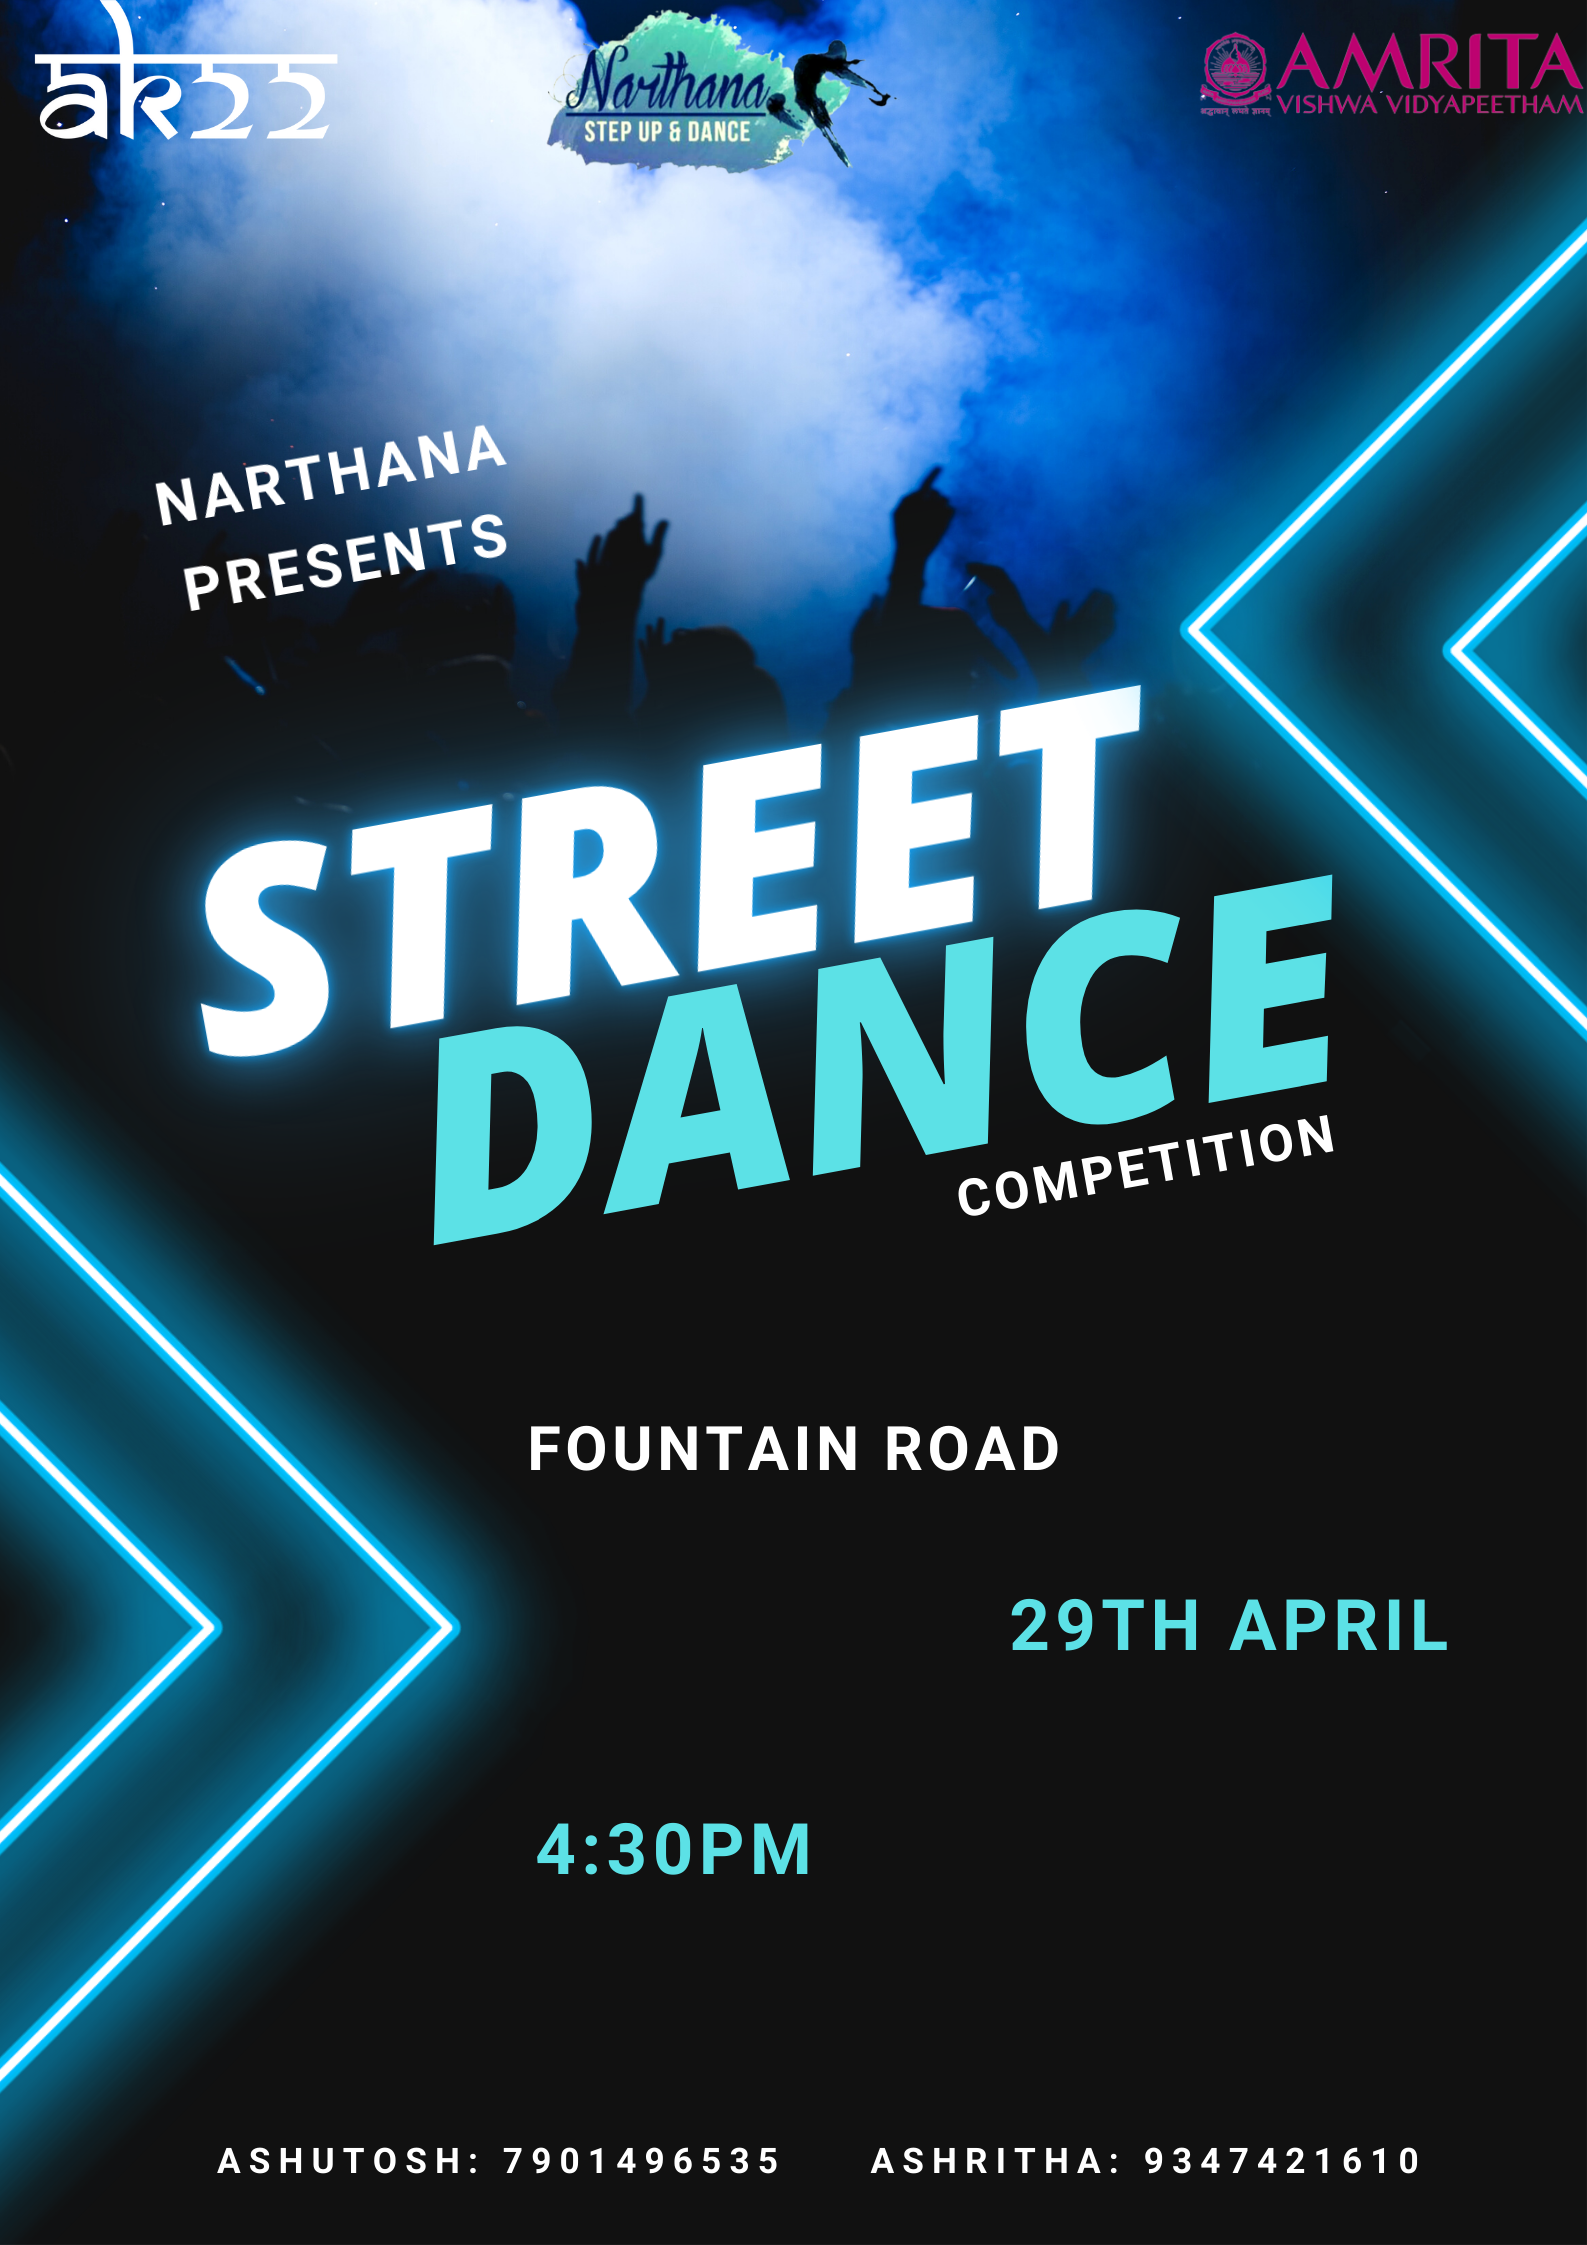 ak22
Narthana
STEP UP & DANCE
AMRITA
VISHWA VIDYAPEETHAM
NARTHANA
PRESENTS
STREET
DANCE
COMPETITION
FOUNTAIN ROAD
29TH APRIL
4:30PM
ASHUTOSH: 7901496535 ASHRITHA: 9347421610